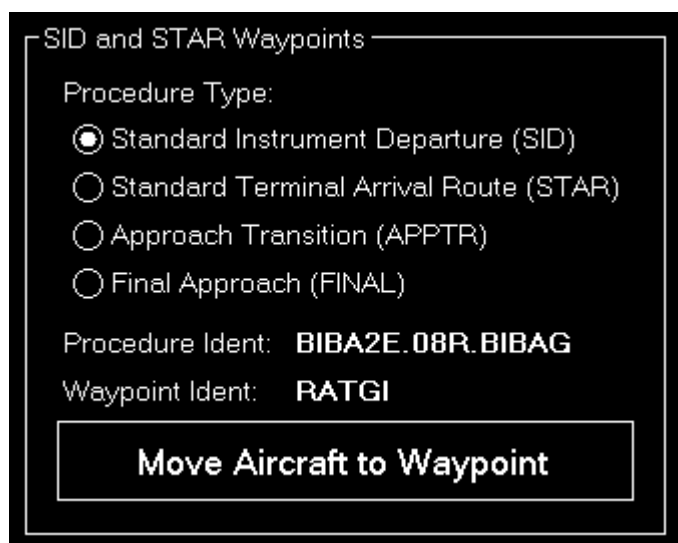 SID and STAR Waypoints
Procedure Type:
Standard Instrument Departure (SID)
Standard Terminal Arrival Route (STAR)
Approach Transition (APPTR)
Final Approach (FINAL)
Procedure Ident: BIBA2E.08R.BIBAG
Waypoint Ident: RATGI
Move Aircraft to Waypoint